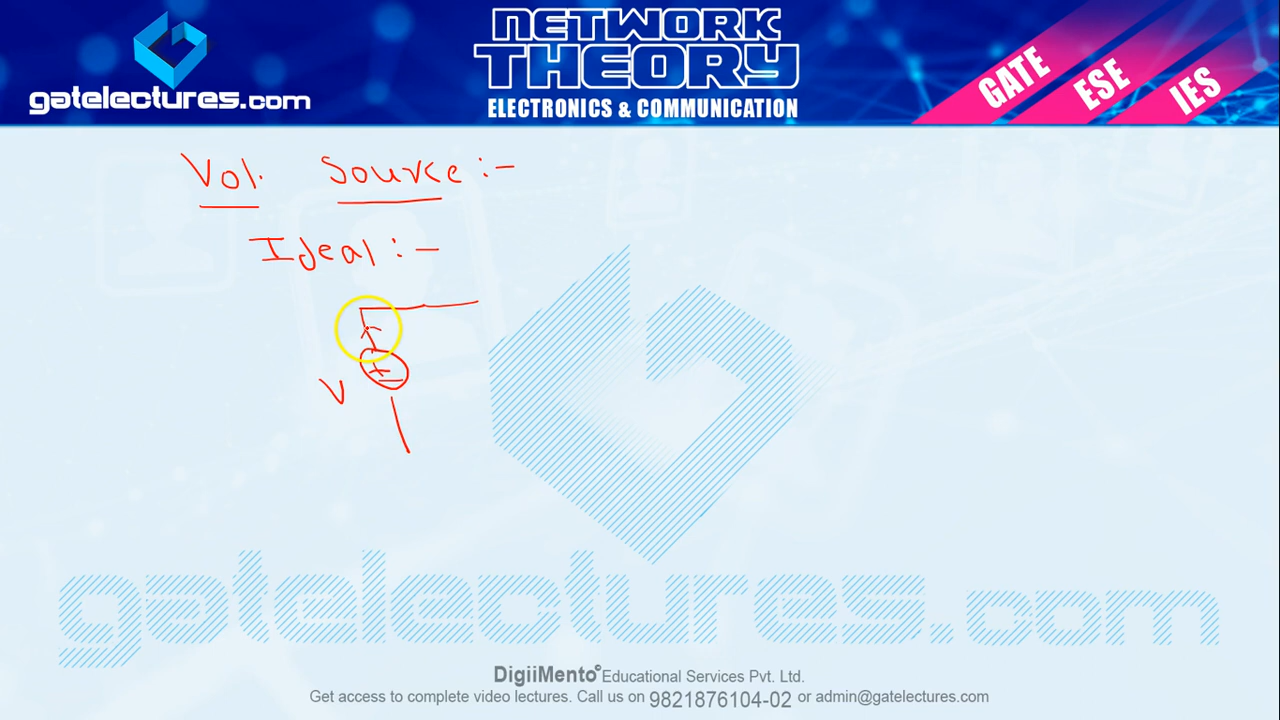 gatelectures.com
NETWORK
THEORY
ELECTRONICS & COMMUNICATION
GATE
ESE
IES
Vol. Source :-
Ideal :-
+
-
V
gatelectures.com
DigiiMento© Educational Services Pvt. Ltd.
Get access to complete video lectures. Call us on 9821876104-02 or admin@gatelectures.com